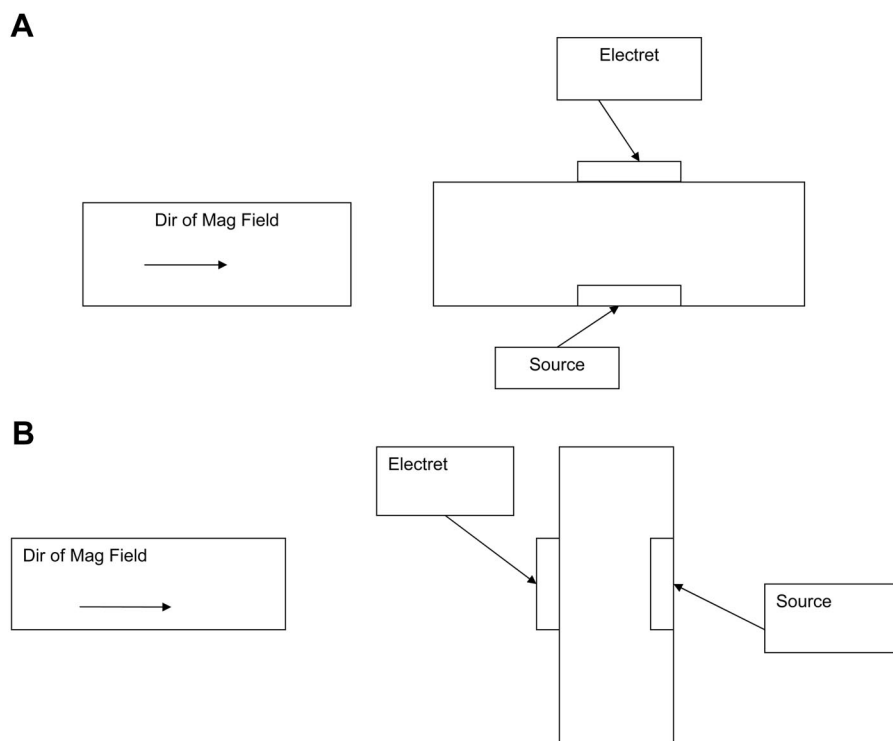 A
Electret
Dir of Mag Field
Source
B
Electret
Dir of Mag Field
Source